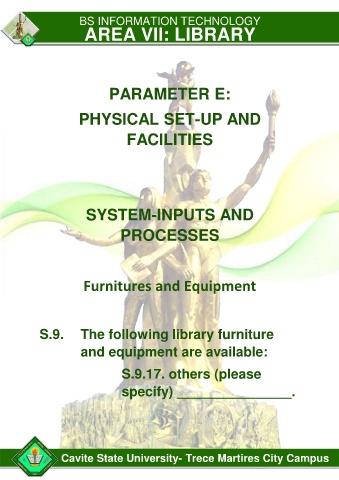 BS INFORMATION TECHNOLOGY
AREA VII: LIBRARY
PARAMETER E:
PHYSICAL SET-UP AND
FACILITIES
SYSTEM-INPUTS AND
PROCESSES
Furnitures and Equipment
S.9. The following library furniture
and equipment are available:
S.9.17. others (please
specify) _______________.
Cavite State University- Trece Martires City Campus